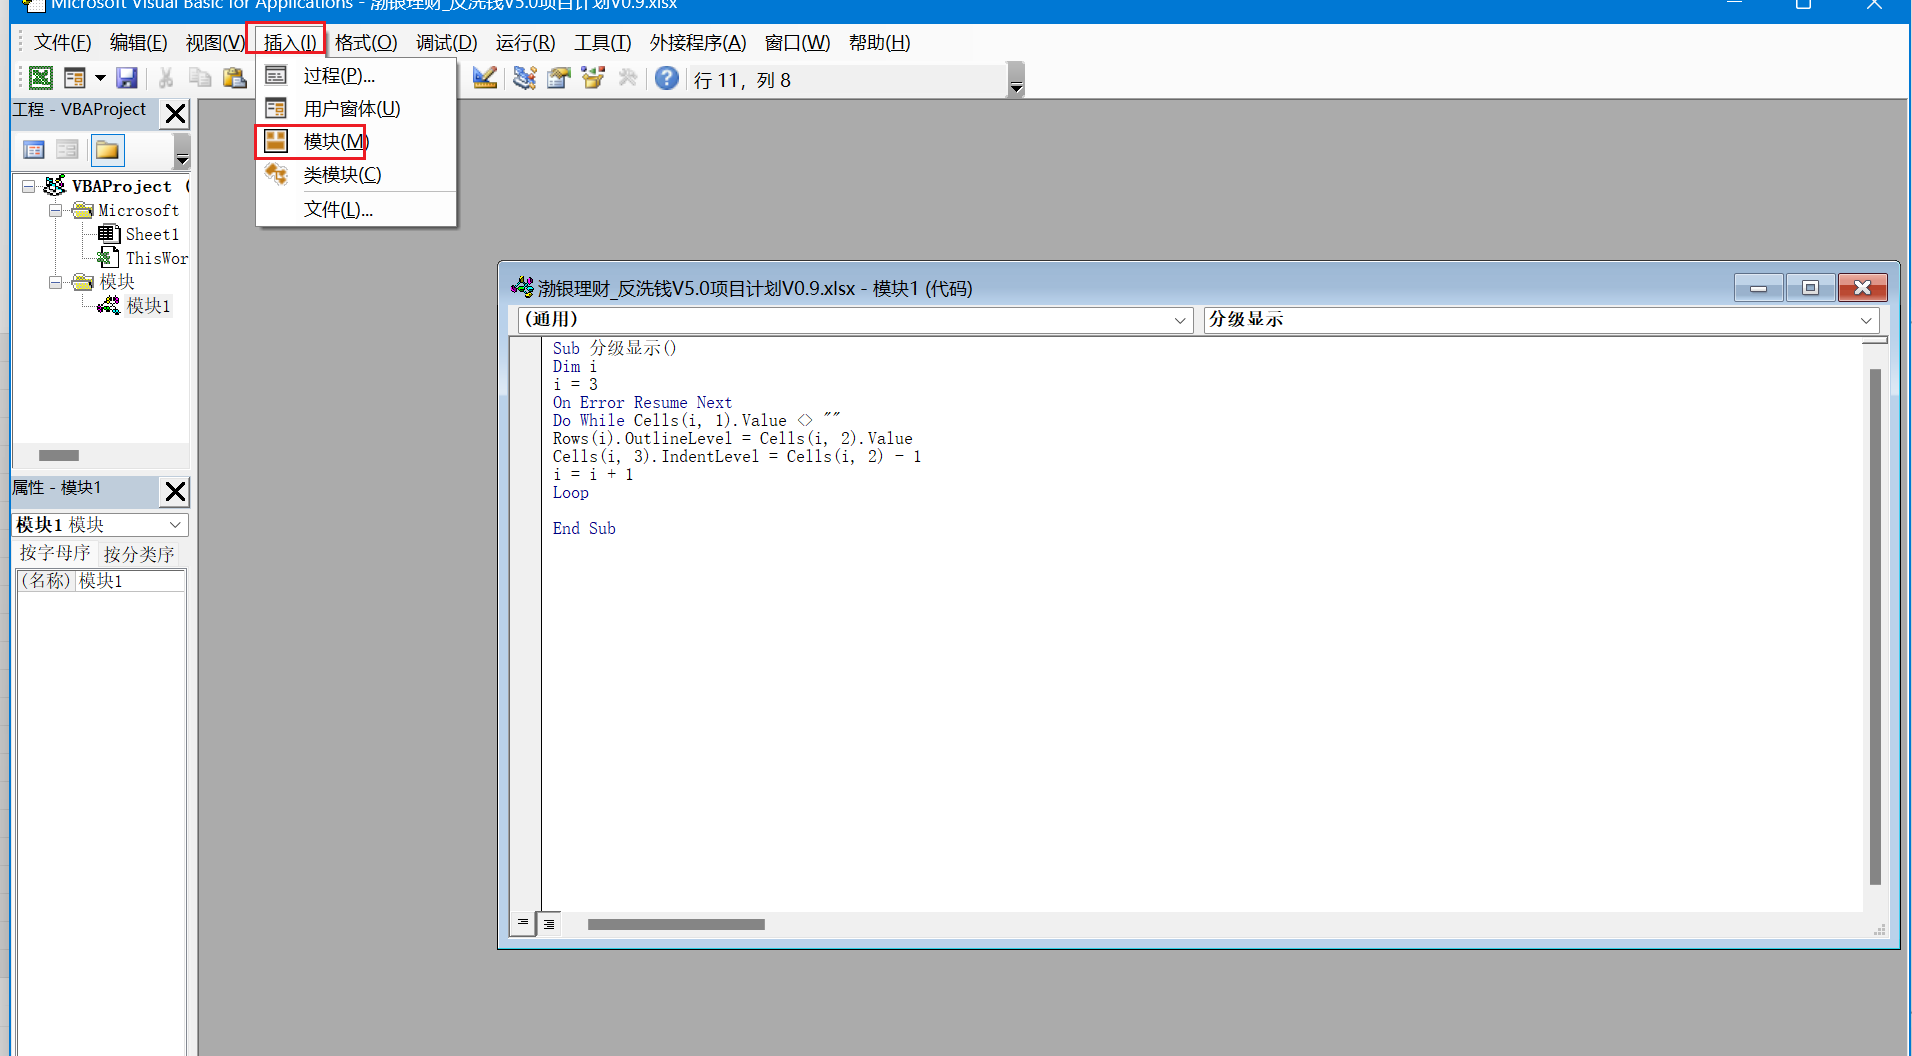 Microsoft Visual Basic for Applications - 渤银理财_反洗钱V5.0项目计划V0.9.xlsx
文件(F) 编辑(E) 视图(V) 插入(I) 格式(O) 调试(D) 运行(R) 工具(T) 外接程序(A) 窗口(W) 帮助(H)
行 11，列 8
过程(P)...
用户窗体(U)
模块(M)
类模块(C)
文件(L)...
工程 - VBAProject
VBAProject (
Microsoft
Sheet1
ThisWor
模块
模块1
属性 - 模块1
模块1 模块
按字母序 按分类序
(名称) 模块1
渤银理财_反洗钱V5.0项目计划V0.9.xlsx - 模块1 (代码)
(通用) 分级显示
Sub 分级显示()
Dim i
i = 3
On Error Resume Next
Do While Cells(i, 1).Value <> ""
Rows(i).OutlineLevel = Cells(i, 2).Value
Cells(i, 3).IndentLevel = Cells(i, 2) - 1
i = i + 1
Loop
End Sub